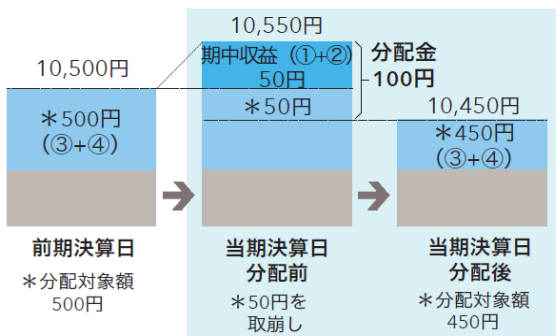 10,500円
＊500円
（③+④）
前期決算日
＊分配対象額
500円
10,550円
期中収益（①+②）
50円
＊50円
分配金
100円
当期決算日
分配前
＊50円を
取崩し
10,450円
＊450円
（③+④）
当期決算日
分配後
＊分配対象額
450円